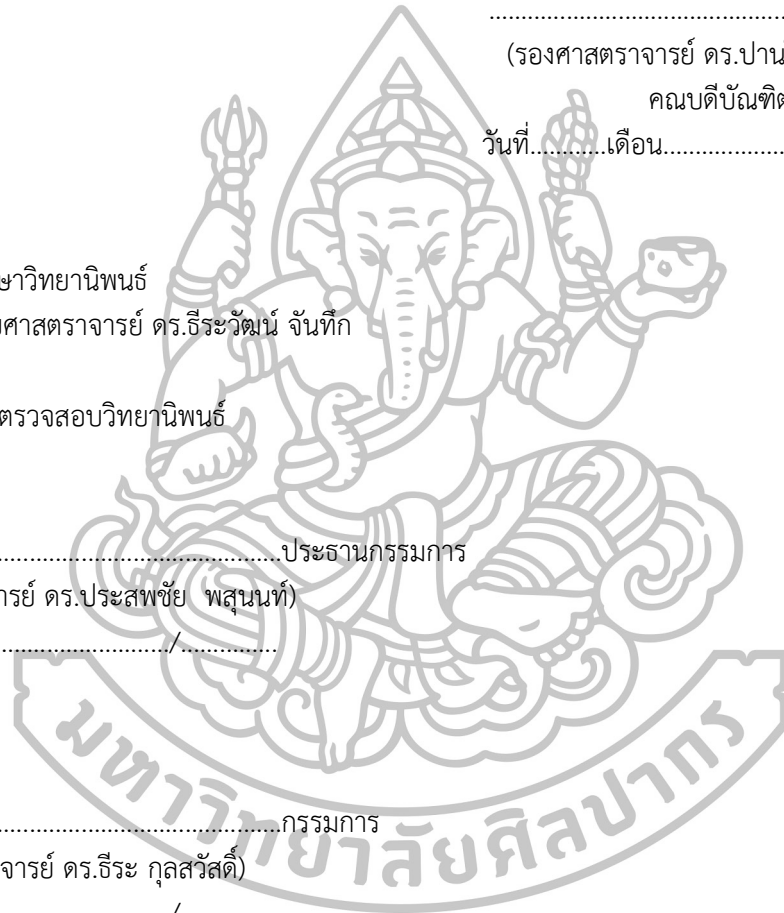 ................................................
(รองศาสตราจารย์ ดร.ปาน
คณบดีบัณฑิต
วันที่............เดือน...................
ษาวิทยานิพนธ์
ศาสตราจารย์ ดร.ธีระวัฒน์ จันทึก
ตรวจสอบวิทยานิพนธ์
................................................ประธานกรรมการ
ารย์ ดร.ประสพชัย พสุนนท์)
............................/...............
................................................กรรมการ
จารย์ ดร.ธีระ กุลสวัสดิ์)
มหาวิทยาลัยศิลปากร